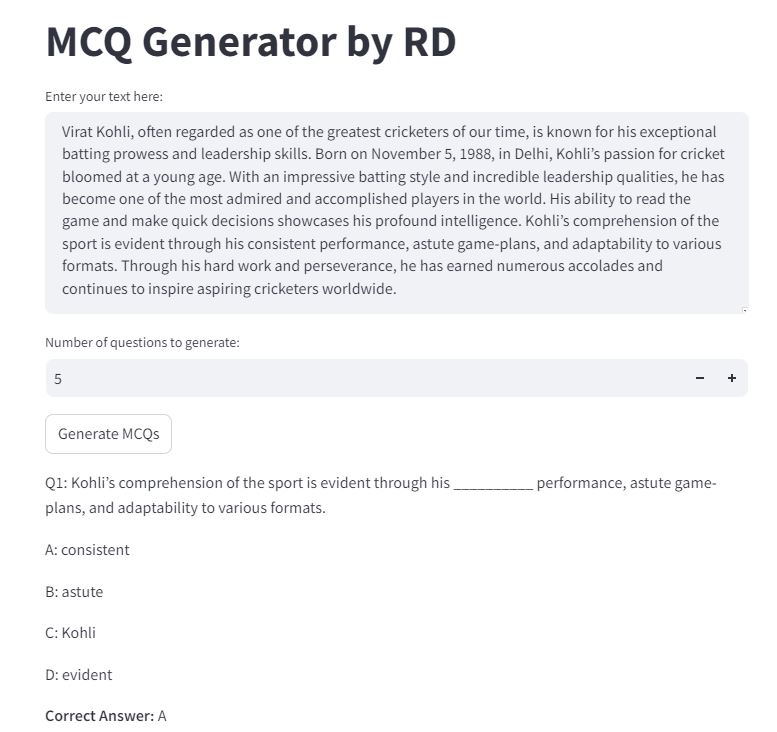 MCQ Generator by RD
Enter your text here:
Virat Kohli, often regarded as one of the greatest cricketers of our time, is known for his exceptional
batting prowess and leadership skills. Born on November 5, 1988, in Delhi, Kohli’s passion for cricket
bloomed at a young age. With an impressive batting style and incredible leadership qualities, he has
become one of the most admired and accomplished players in the world. His ability to read the
game and make quick decisions showcases his profound intelligence. Kohli’s comprehension of the
sport is evident through his consistent performance, astute game-plans, and adaptability to various
formats. Through his hard work and perseverance, he has earned numerous accolades and
continues to inspire aspiring cricketers worldwide.
Number of questions to generate:
5 − +
Generate MCQs
Q1: Kohli’s comprehension of the sport is evident through his __________ performance, astute game-
plans, and adaptability to various formats.
A: consistent
B: astute
C: Kohli
D: evident
Correct Answer: A